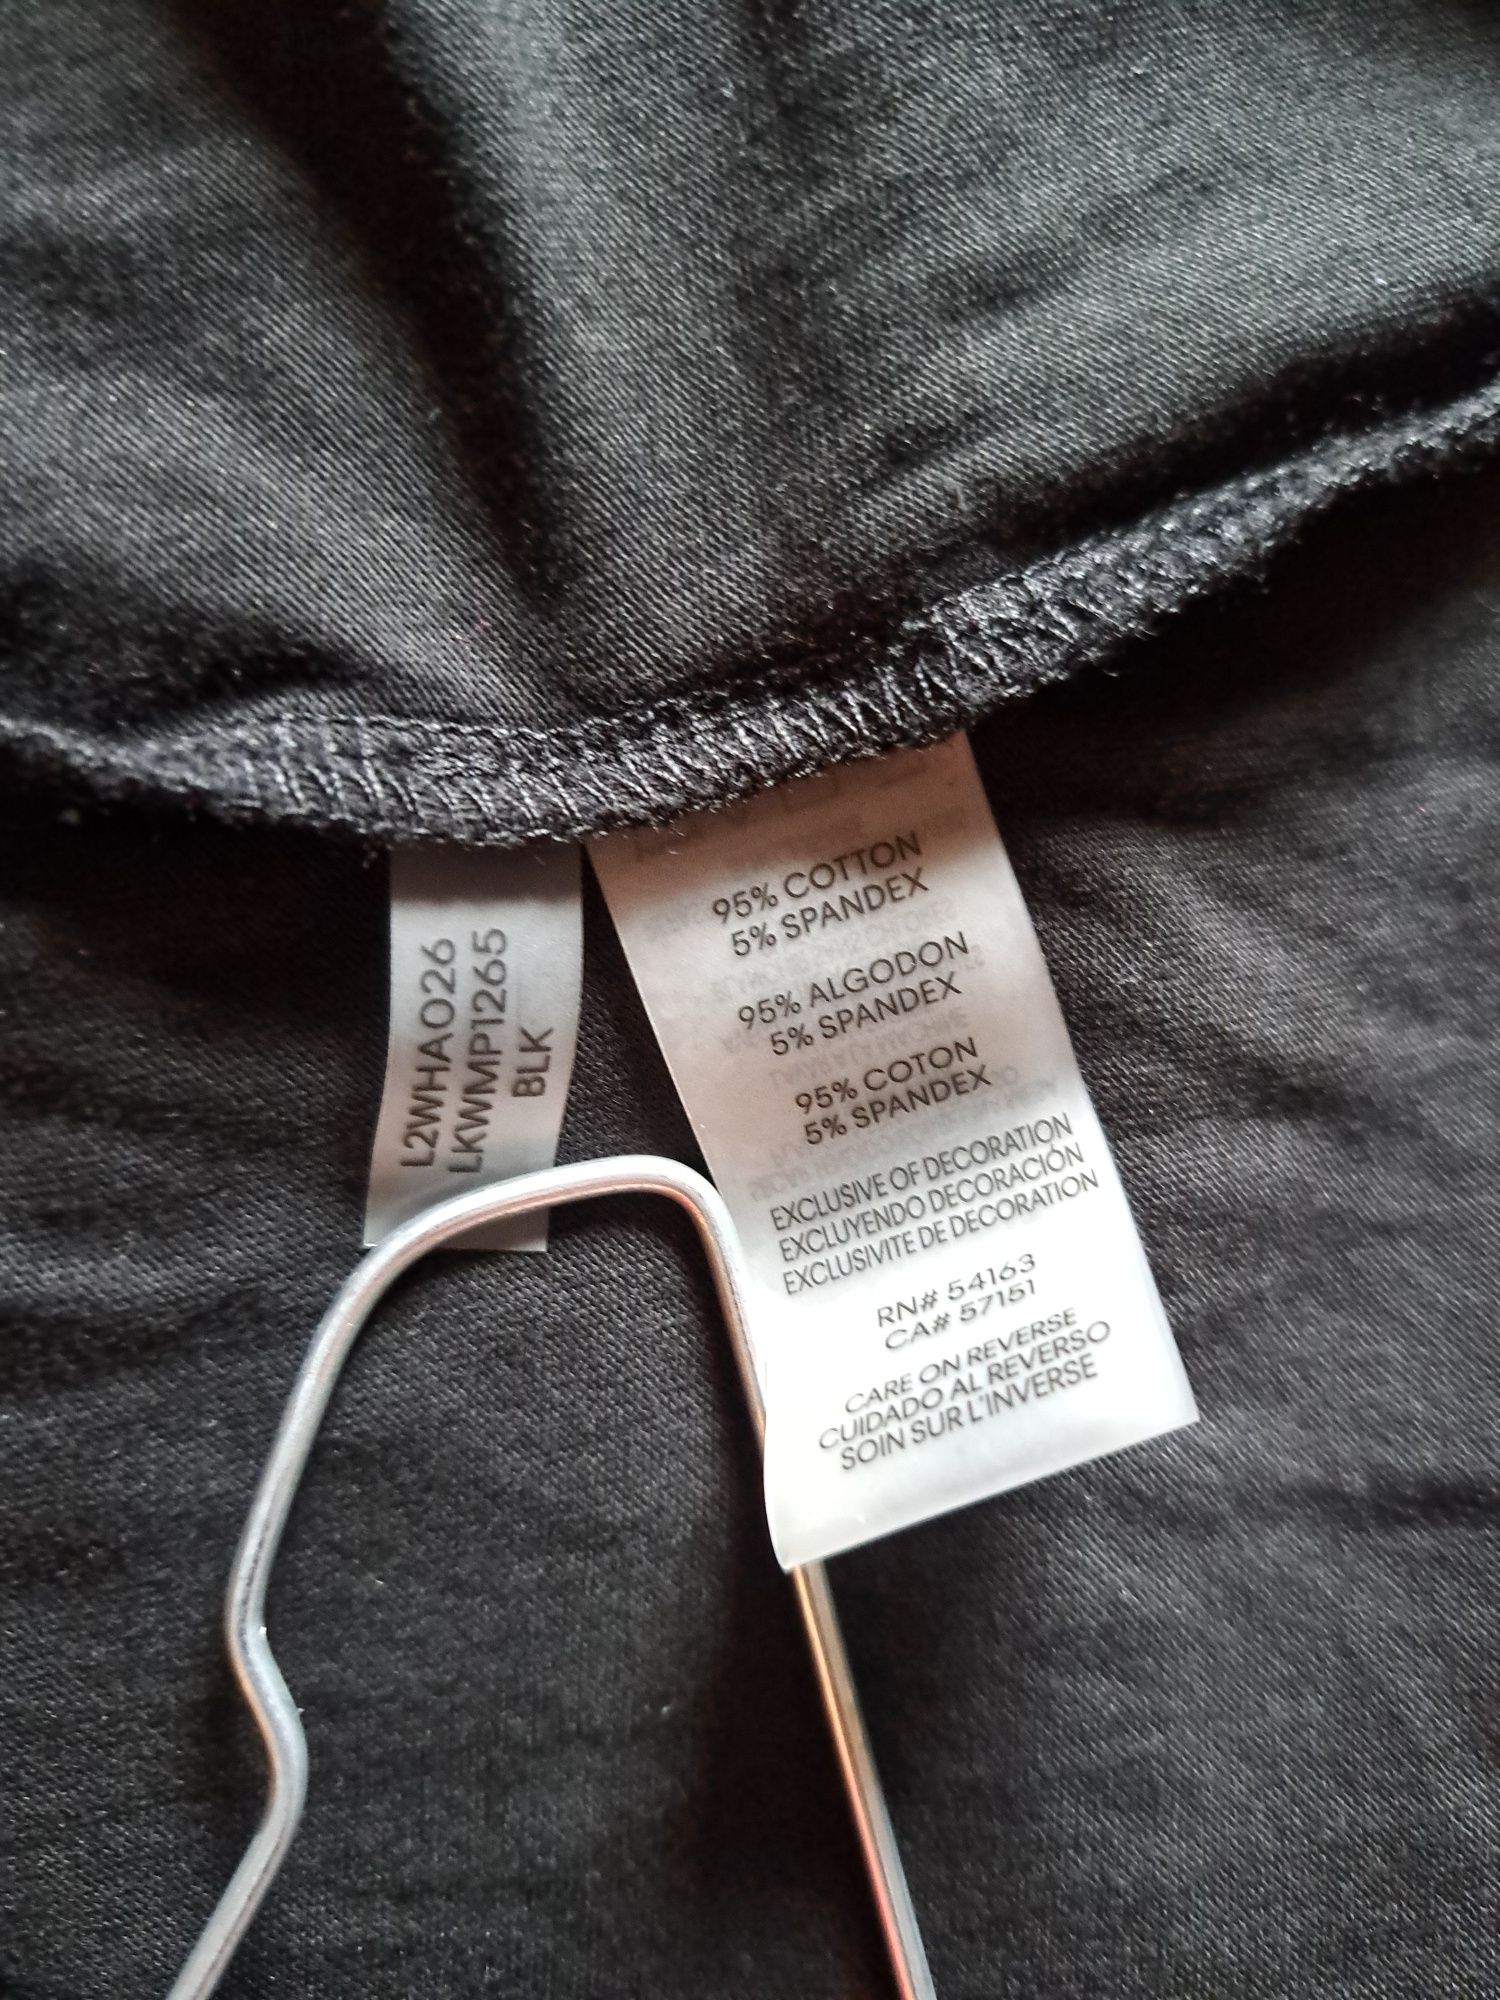 L2WHA026
LKWMP1265
BLK
95% COTTON
5% SPANDEX
95% ALGODON
5% SPANDEX
95% COTON
5% SPANDEX
EXCLUSIVE OF DECORATION
EXCLUYENDO DECORACIÓN
EXCLUSIVITE DE DECORATION
RN# 54163
CA# 57151
CARE ON REVERSE
CUIDADO AL REVERSO
SOIN SUR L'INVERSE